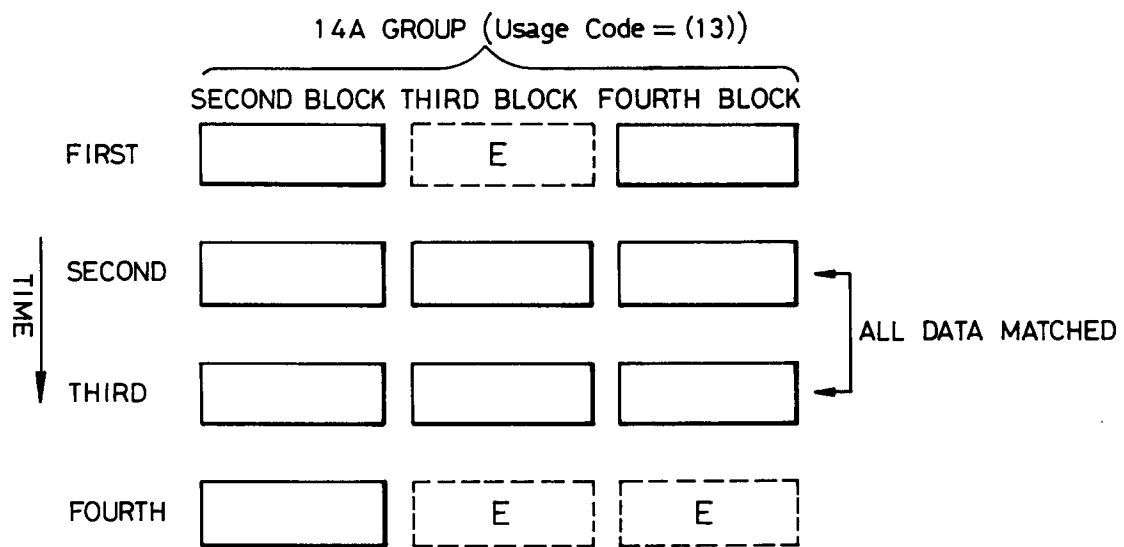 14A GROUP (Usage Code = (13))
SECOND BLOCK THIRD BLOCK FOURTH BLOCK
FIRST E
SECOND
TIME
ALL DATA MATCHED
THIRD
FOURTH E E